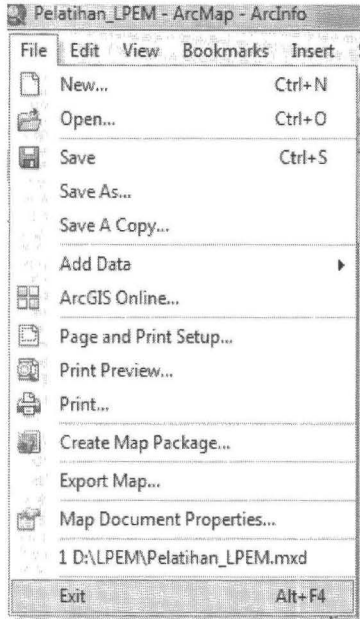 Pelatihan_LPEM - ArcMap - ArcInfo
File Edit View Bookmarks Insert
New... Ctrl+N
Open... Ctrl+O
Save Ctrl+S
Save As...
Save A Copy...
Add Data
ArcGIS Online...
Page and Print Setup...
Print Preview...
Print...
Create Map Package...
Export Map...
Map Document Properties...
1 D:\LPEM\Pelatihan_LPEM.mxd
Exit Alt+F4